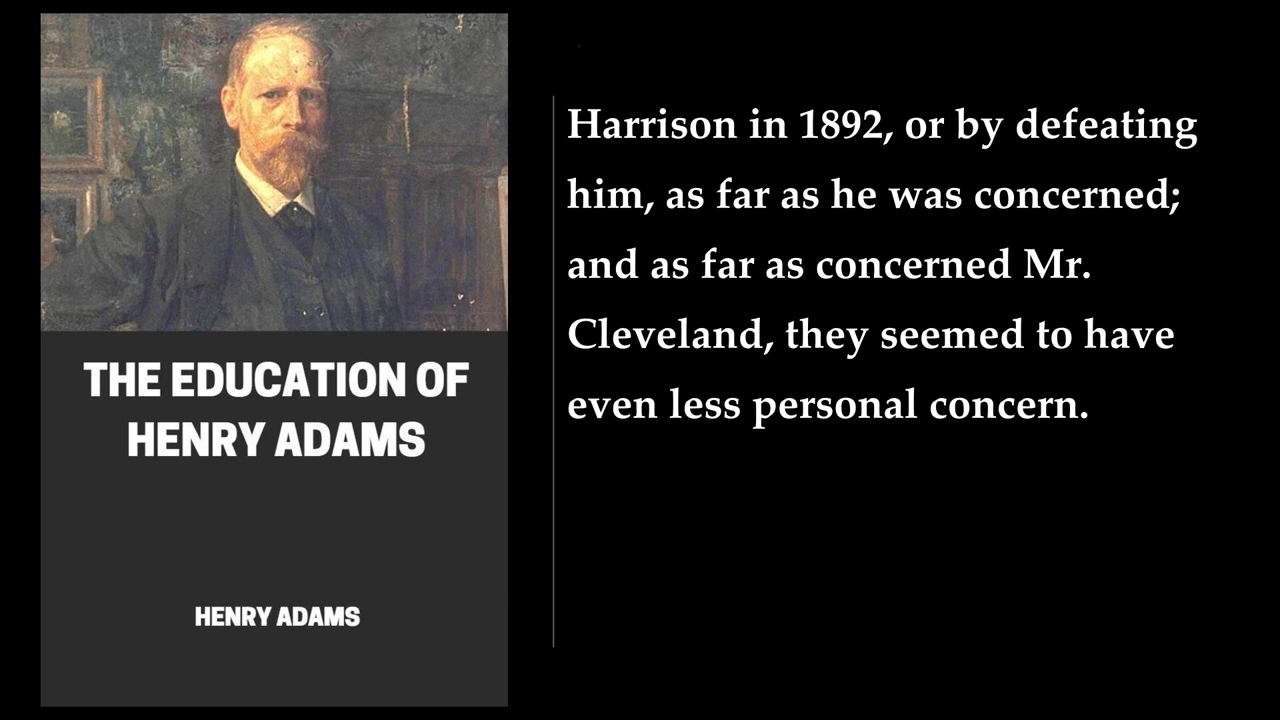 THE EDUCATION OF
HENRY ADAMS
HENRY ADAMS
Harrison in 1892, or by defeating
him, as far as he was concerned;
and as far as concerned Mr.
Cleveland, they seemed to have
even less personal concern.